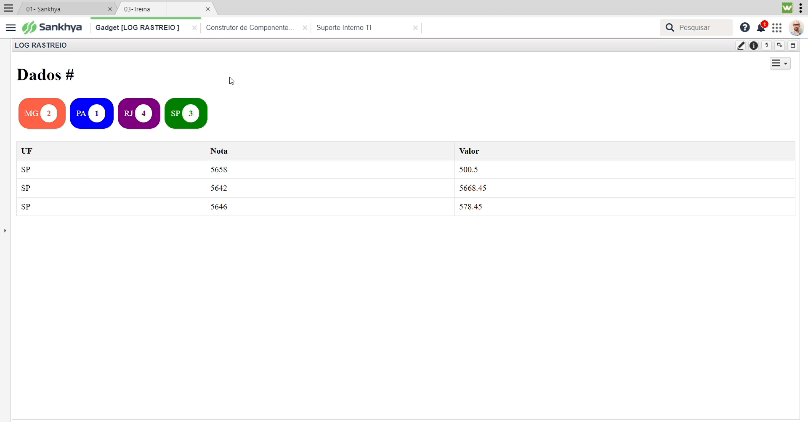 01- Sankhya
03- Treina
Sankhya
Gadget [LOG RASTREIO ]
Construtor de Componente...
Suporte Interno TI
Pesquisar
LOG RASTREIO
Dados #
MG 2
PA 1
RJ 4
SP 3
UF Nota Valor
SP 5658 500.5
SP 5642 5668.45
SP 5646 578.45